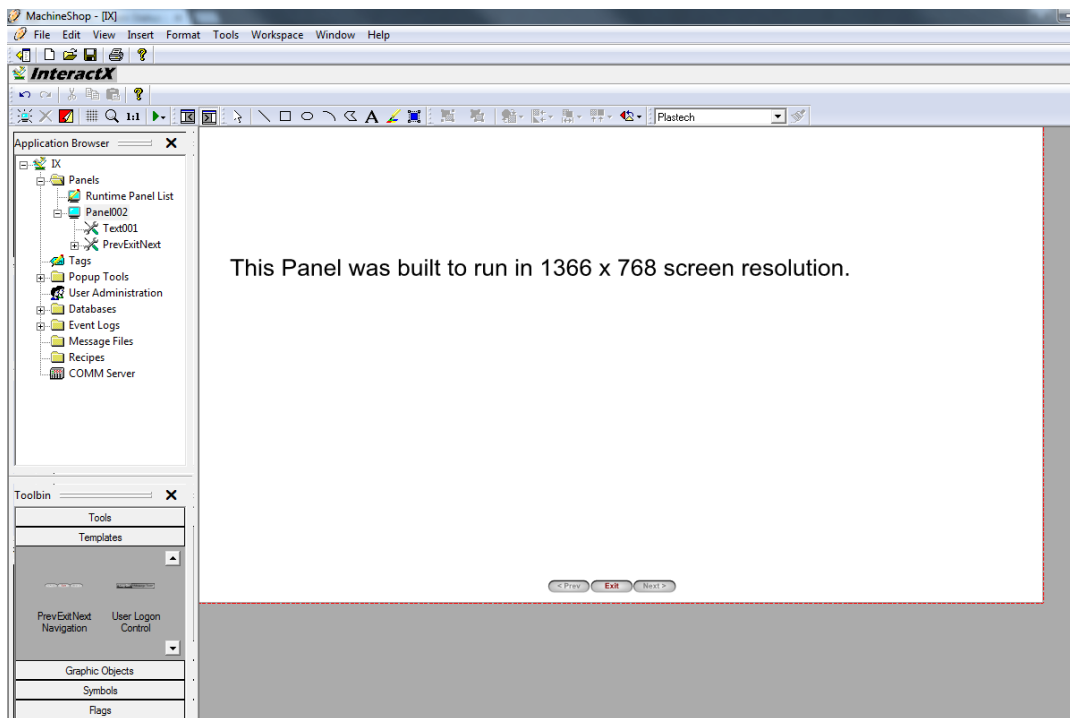 MachineShop - [IX]
File Edit View Insert Format Tools Workspace Window Help
InteractX
1:1 A Plastech
Application Browser
IX
Panels
Runtime Panel List
Panel002
Text001
PrevExitNext
Tags
Popup Tools
User Administration
Databases
Event Logs
Message Files
Recipes
COMM Server
This Panel was built to run in 1366 x 768 screen resolution.
< Prev Exit Next >
Toolbin
Tools
Templates
PrevExitNext User Logon
Navigation Control
Graphic Objects
Symbols
Flags